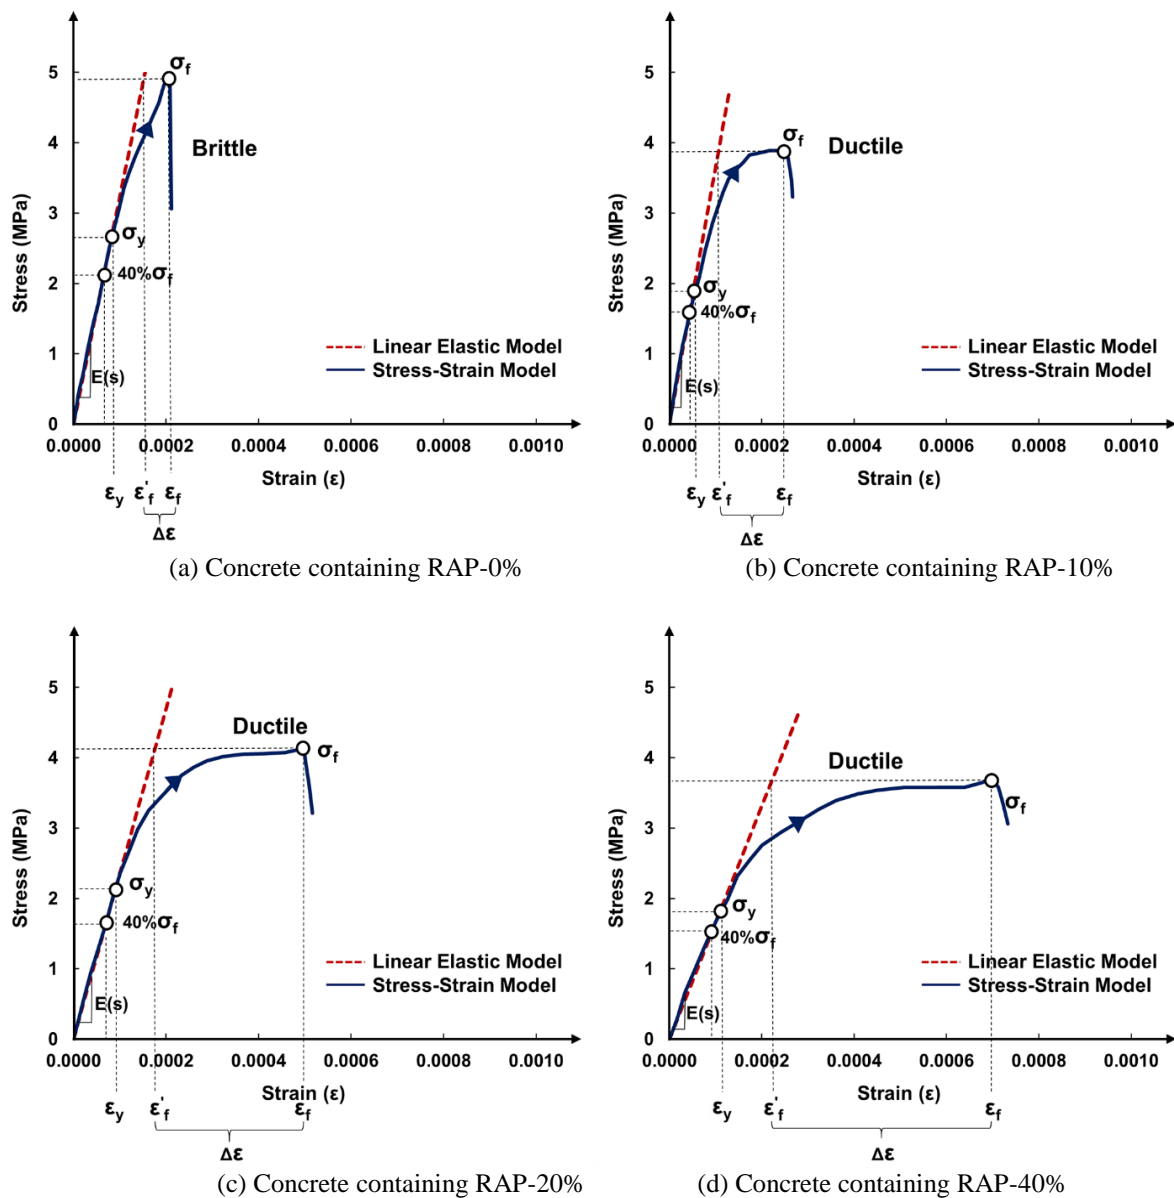 σf
5
Brittle
4
3
σy
2
40%σf
1
E(s)
0
Stress (MPa)
Linear Elastic Model
Stress-Strain Model
0.0000 0.0002 0.0004 0.0006 0.0008 0.0010
Strain (ε)
εy ε'f εf
Δε
(a) Concrete containing RAP-0%
5
σf
Ductile
4
3
2
σy
40%σf
1
E(s)
0
Stress (MPa)
Linear Elastic Model
Stress-Strain Model
0.0000 0.0002 0.0004 0.0006 0.0008 0.0010
Strain (ε)
εy ε'f εf
Δε
(b) Concrete containing RAP-10%
5
Ductile
σf
4
3
σy
2
40%σf
1
E(s)
0
Stress (MPa)
Linear Elastic Model
Stress-Strain Model
0.0000 0.0002 0.0004 0.0006 0.0008 0.0010
Strain (ε)
εy ε'f εf
Δε
(c) Concrete containing RAP-20%
5
Ductile
4
σf
3
2
σy
40%σf
1
E(s)
0
Stress (MPa)
Linear Elastic Model
Stress-Strain Model
0.0000 0.0002 0.0004 0.0006 0.0008 0.0010
Strain (ε)
εy ε'f εf
Δε
(d) Concrete containing RAP-40%